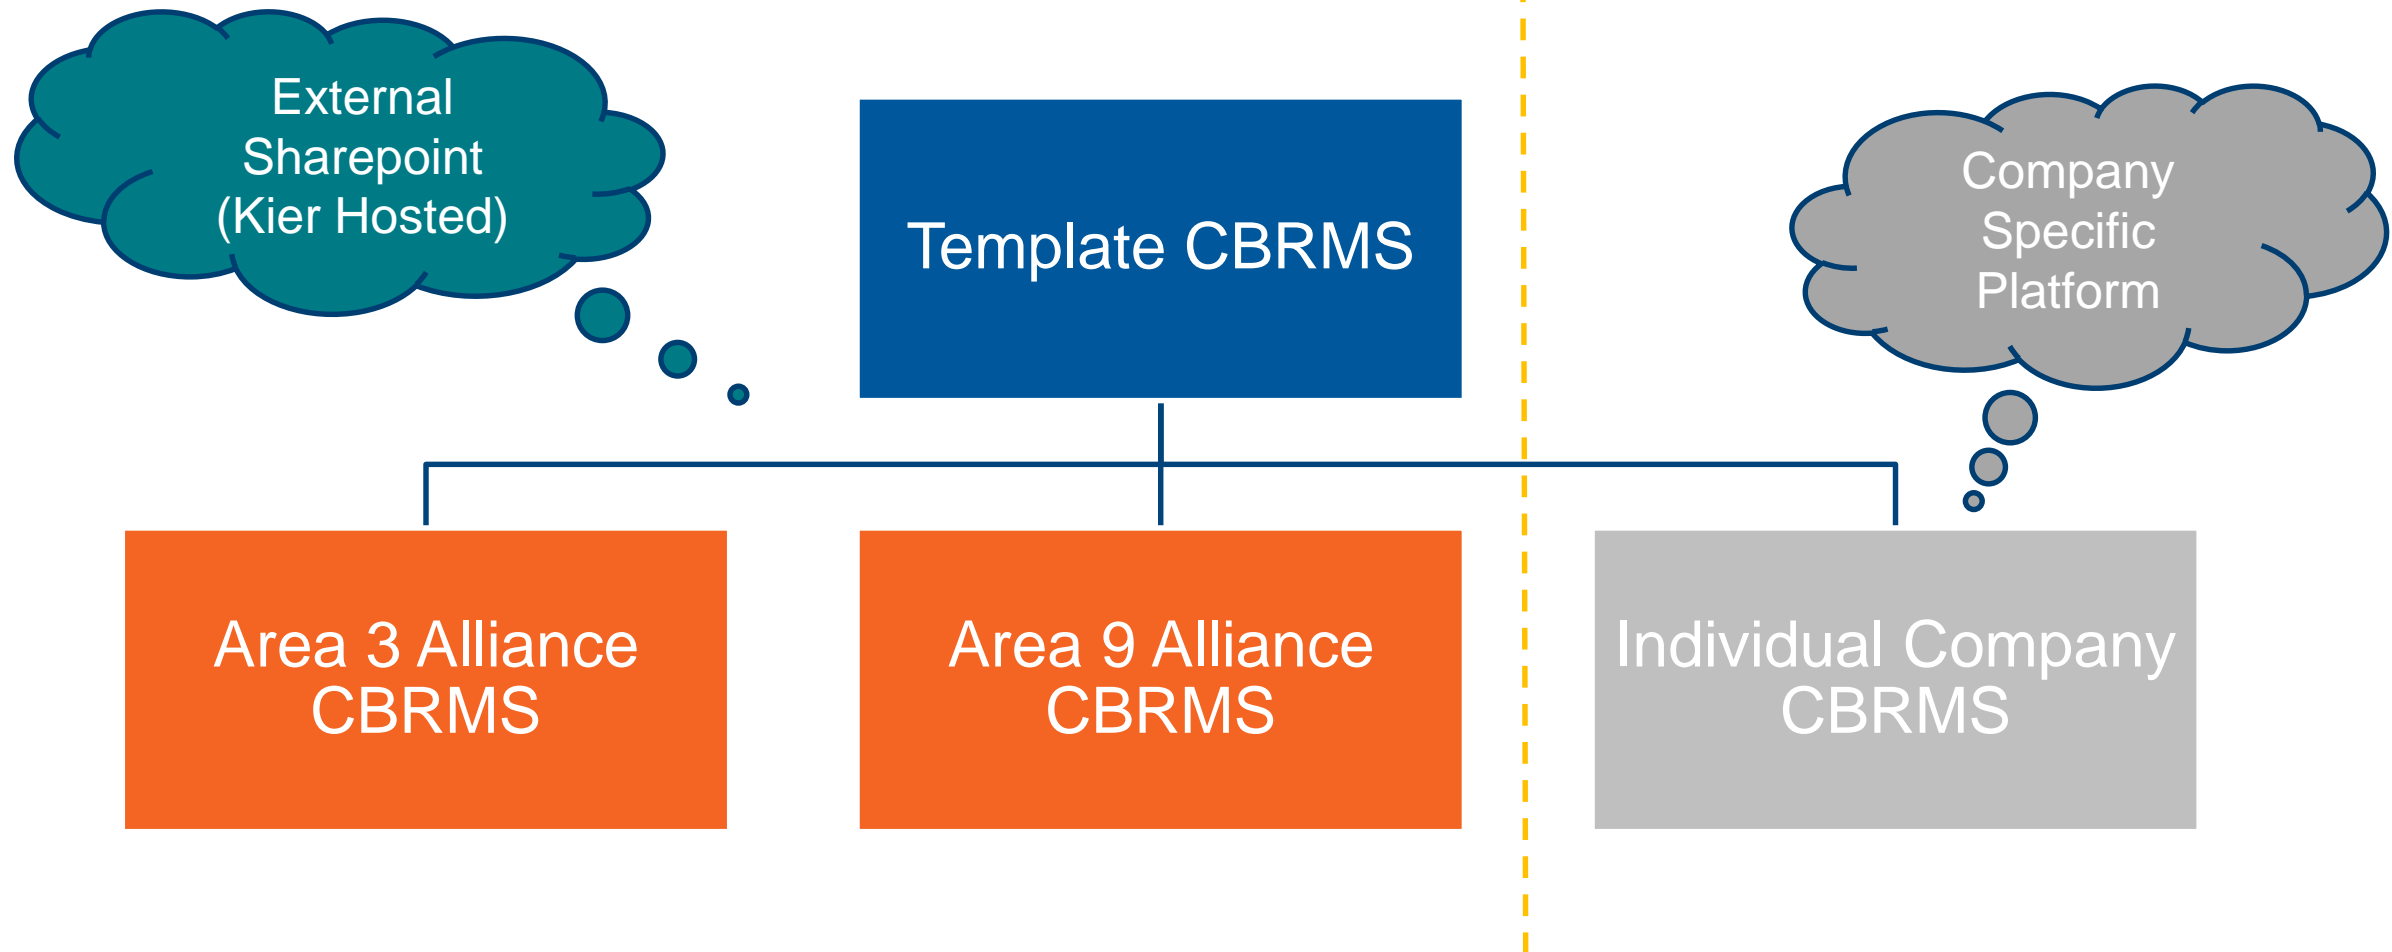 External
Sharepoint
(Kier Hosted)
Template CBRMS
Company
Specific
Platform
Area 3 Alliance
CBRMS
Area 9 Alliance
CBRMS
Individual Company
CBRMS